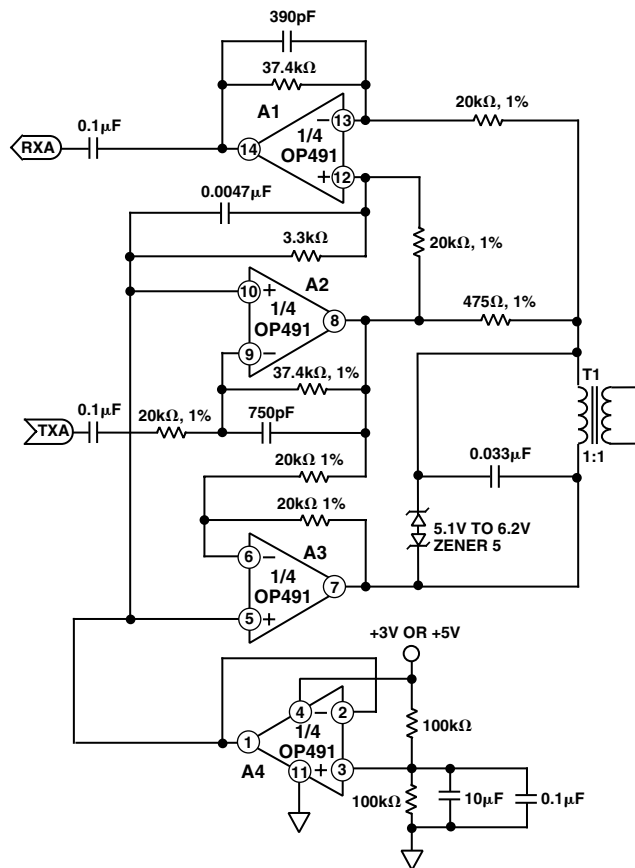 390pF
37.4kΩ
A1
20kΩ, 1%
0.1μF
1/4
OP491
−
13
14
RXA
+
12
0.0047μF
3.3kΩ
20kΩ, 1%
A2
10
+
1/4
OP491
8
475Ω, 1%
9
−
37.4kΩ, 1%
T1
0.1μF
20kΩ, 1%
750pF
TXA
0.033μF
1:1
20kΩ 1%
20kΩ 1%
5.1V TO 6.2V
ZENER 5
6
−
A3
1/4
OP491
7
5
+
+3V OR +5V
4
−
2
100kΩ
1
1/4
OP491
A4
11
+
3
100kΩ
10μF
0.1μF